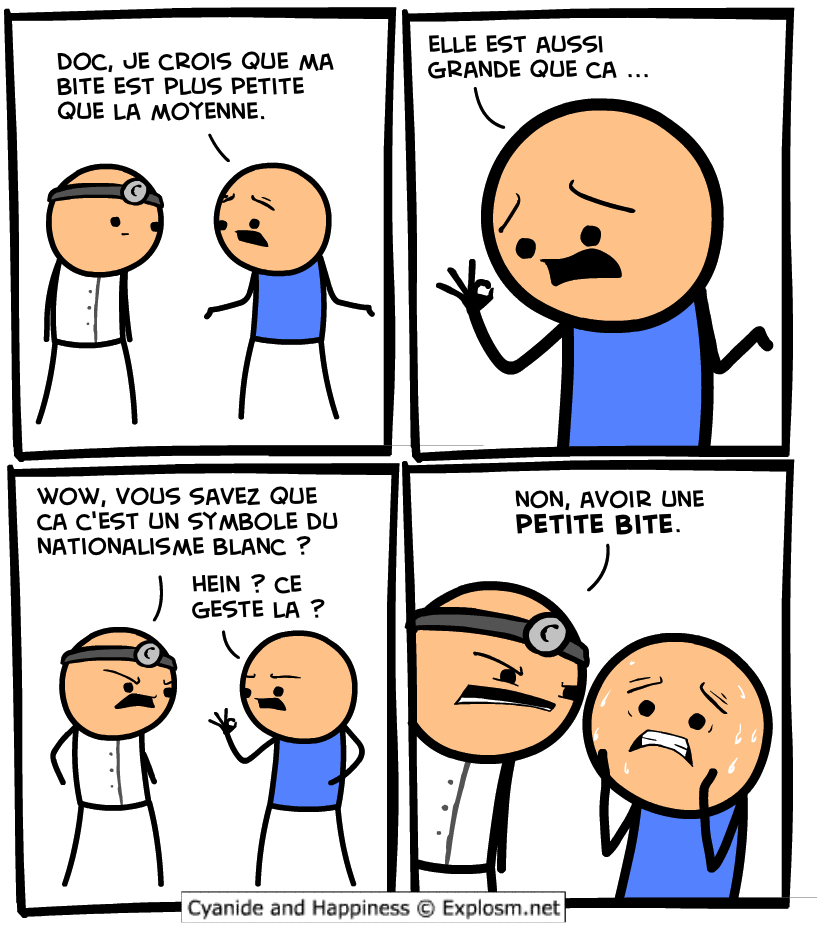 DOC, JE CROIS QUE MA
BITE EST PLUS PETITE
QUE LA MOYENNE.
ELLE EST AUSSI
GRANDE QUE CA ...
WOW, VOUS SAVEZ QUE
CA C'EST UN SYMBOLE DU
NATIONALISME BLANC ?
HEIN ? CE
GESTE LA ?
NON, AVOIR UNE
PETITE BITE.
Cyanide and Happiness © Explosm.net